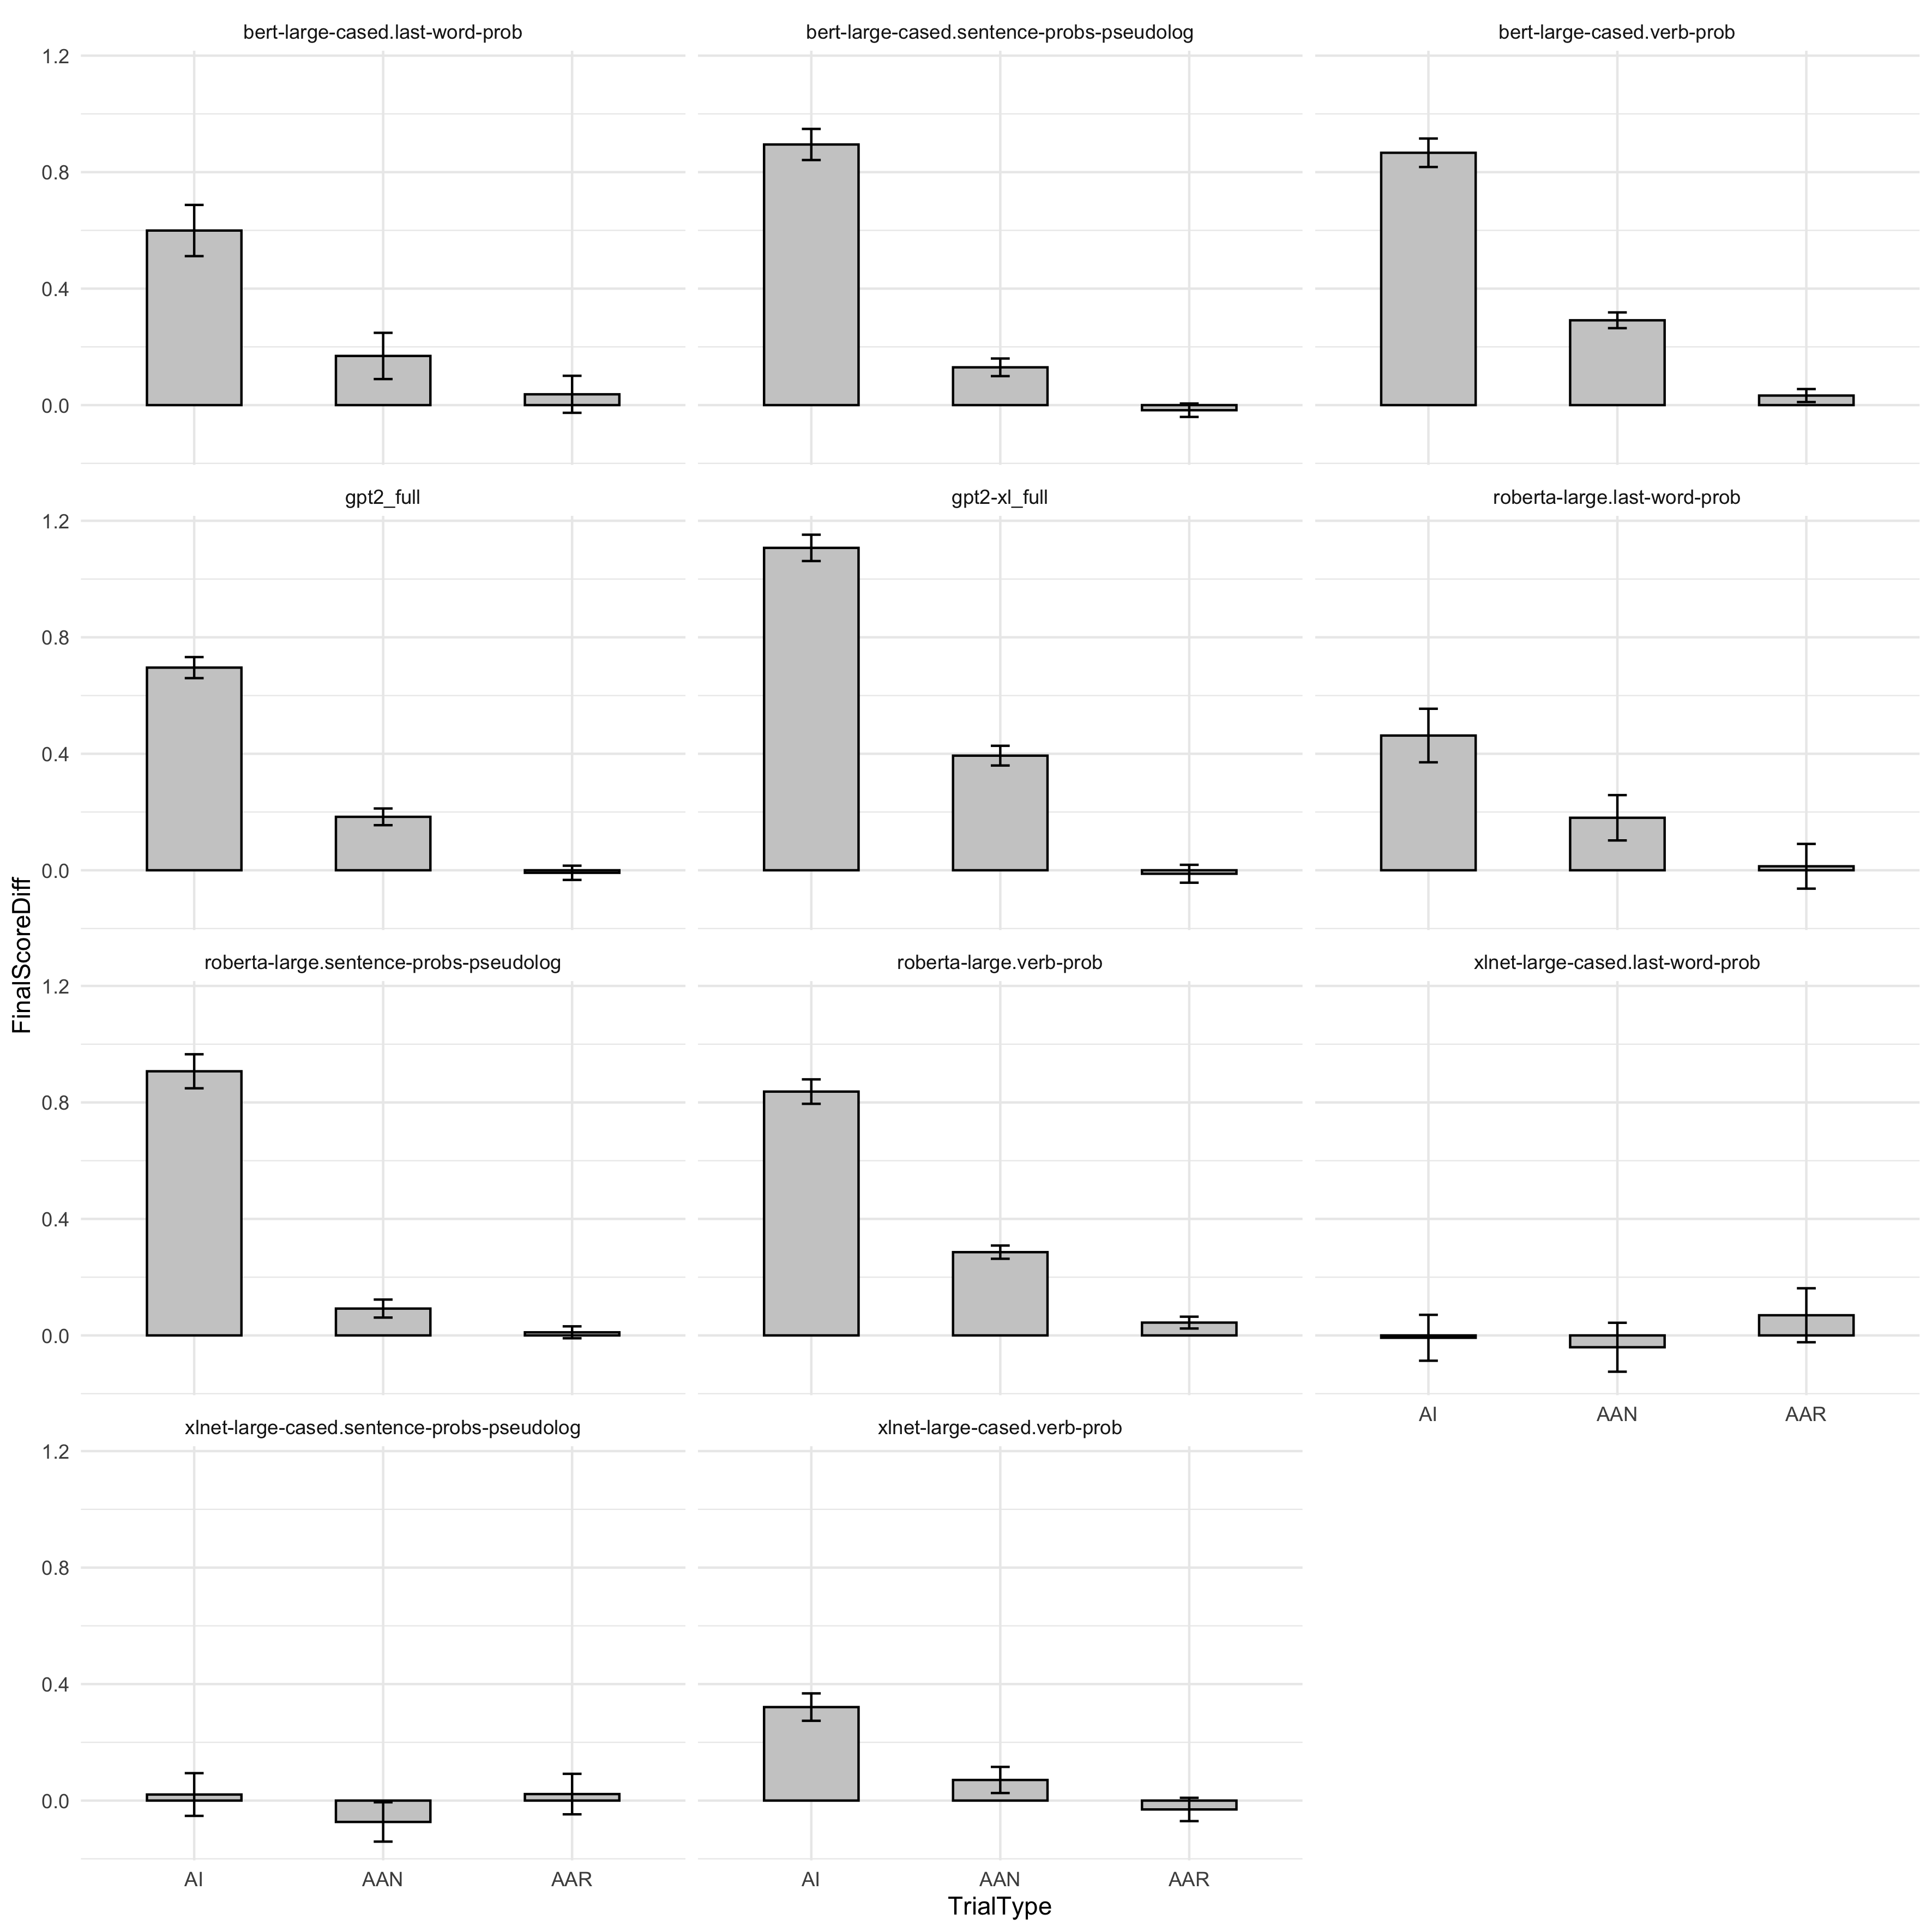 bert-large-cased.last-word-prob
bert-large-cased.sentence-probs-pseudolog
bert-large-cased.verb-prob
1.2
0.8
0.4
0.0
gpt2_full
gpt2-xl_full
roberta-large.last-word-prob
1.2
0.8
0.4
0.0
FinalScoreDiff
roberta-large.sentence-probs-pseudolog
roberta-large.verb-prob
xlnet-large-cased.last-word-prob
1.2
0.8
0.4
0.0
AI
AAN
AAR
xlnet-large-cased.sentence-probs-pseudolog
xlnet-large-cased.verb-prob
1.2
0.8
0.4
0.0
AI
AAN
AAR
AI
AAN
AAR
TrialType